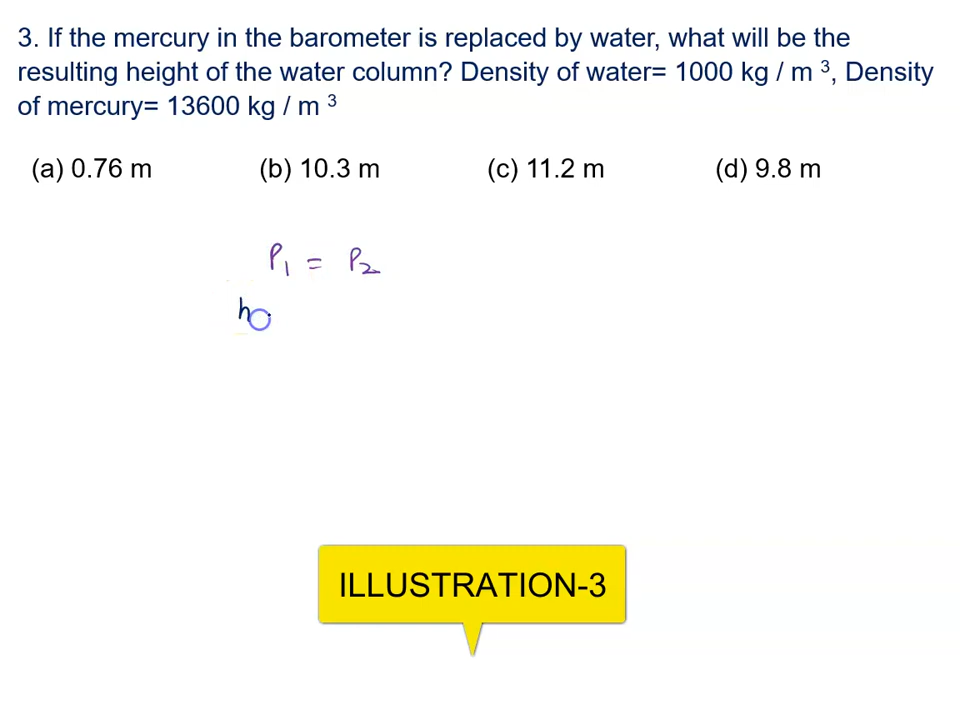 3. If the mercury in the barometer is replaced by water, what will be the
resulting height of the water column? Density of water= 1000 kg / m ³, Density
of mercury= 13600 kg / m ³
(a) 0.76 m (b) 10.3 m (c) 11.2 m (d) 9.8 m
P₁ = P₂
h
ILLUSTRATION-3